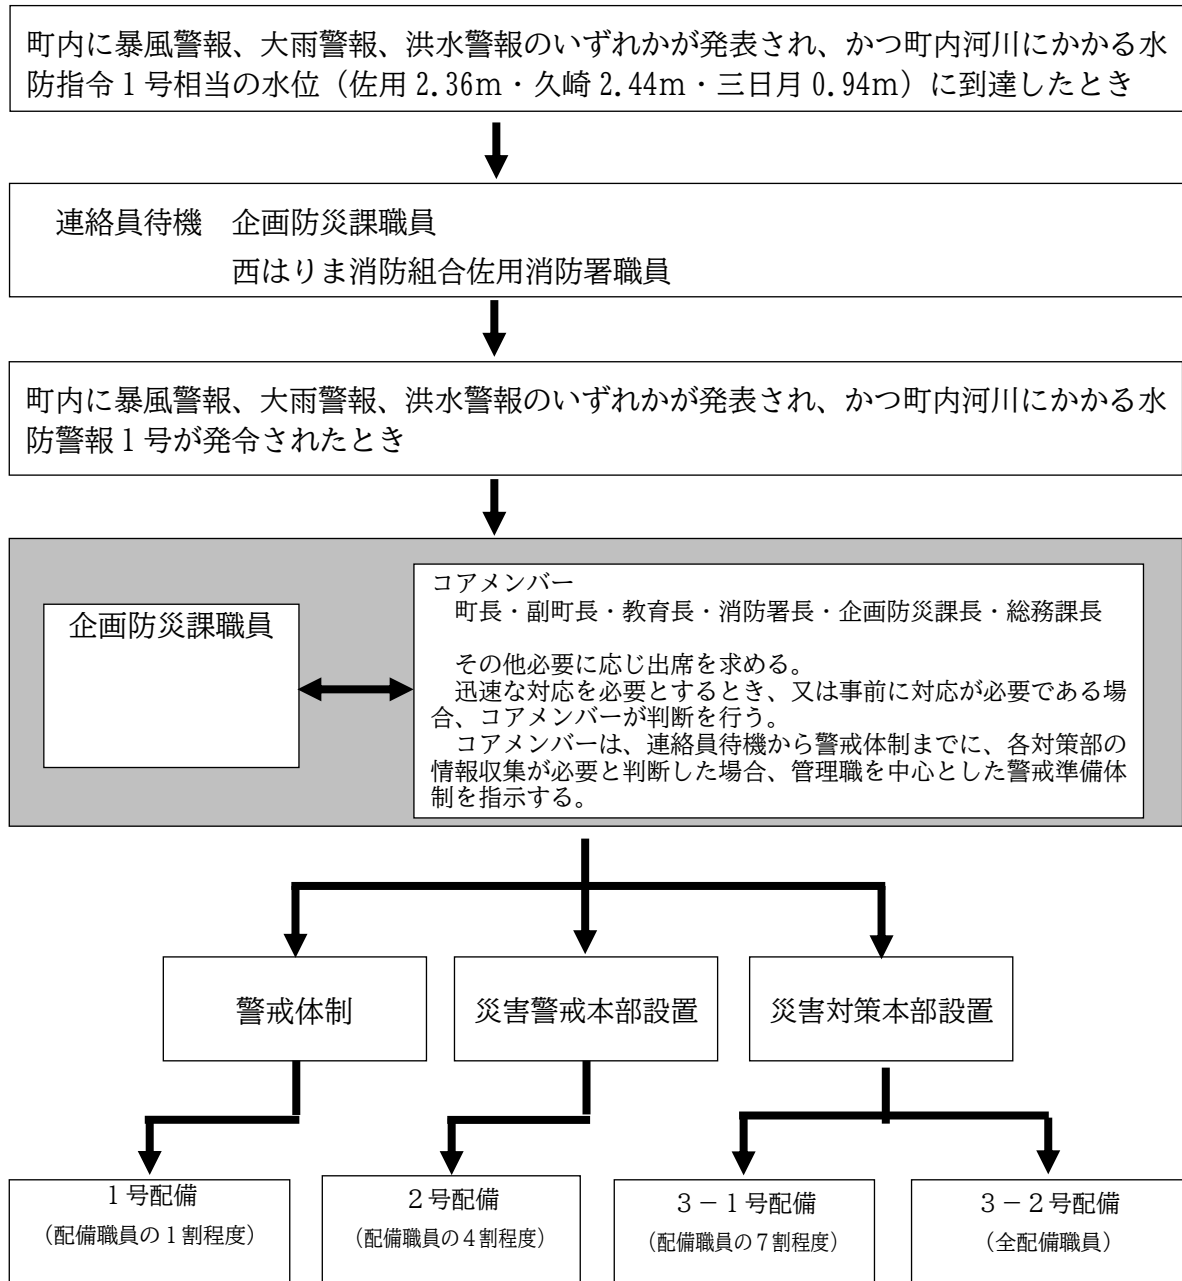 町内に暴風警報、大雨警報、洪水警報のいずれかが発表され、かつ町内河川にかかる水
防指令１号相当の水位（佐用 2.36ｍ・久崎 2.44ｍ・三日月 0.94ｍ）に到達したとき
連絡員待機　企画防災課職員
西はりま消防組合佐用消防署職員
町内に暴風警報、大雨警報、洪水警報のいずれかが発表され、かつ町内河川にかかる水
防警報１号が発令されたとき
企画防災課職員
コアメンバー
町長・副町長・教育長・消防署長・企画防災課長・総務課長
その他必要に応じ出席を求める。
迅速な対応を必要とするとき、又は事前に対応が必要である場
合、コアメンバーが判断を行う。
コアメンバーは、連絡員待機から警戒体制までに、各対策部の
情報収集が必要と判断した場合、管理職を中心とした警戒準備体
制を指示する。
警戒体制
災害警戒本部設置
災害対策本部設置
１号配備
（配備職員の１割程度）
２号配備
（配備職員の４割程度）
３－１号配備
（配備職員の７割程度）
３－２号配備
（全配備職員）